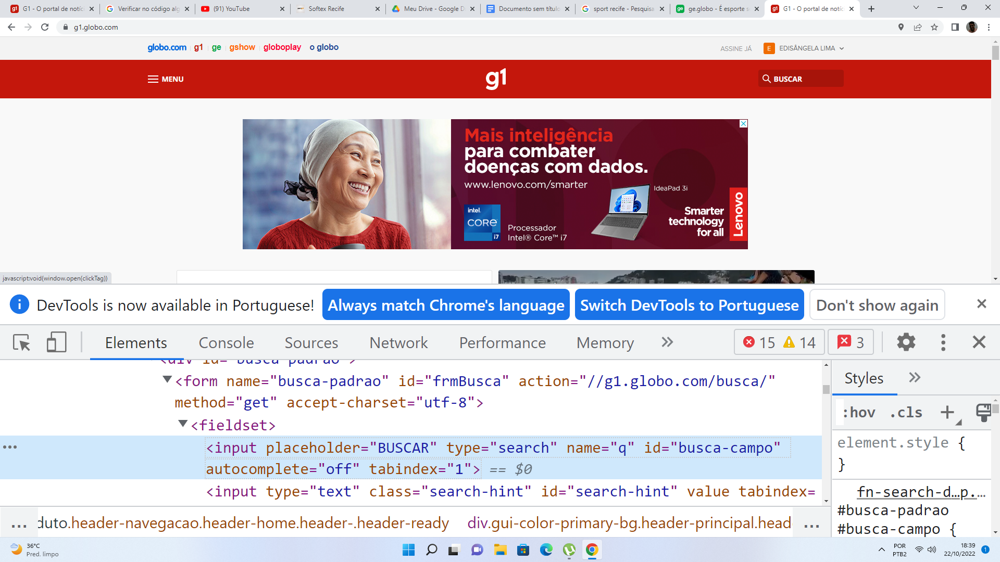 G1 - O portal de notíc
Verificar no código alg
(91) YouTube
Softex Recife
Meu Drive - Google D
Documento sem título
sport recife - Pesquisa
ge.globo - É esporte s
G1 - O portal de notíc
g1.globo.com
globo.com g1 ge gshow globoplay o globo
ASSINE JÁ E EDISÂNGELA LIMA
MENU g1 BUSCAR
Mais inteligência
para combater
doenças com dados.
www.lenovo.com/smarter
IdeaPad 3i
intel.
CORE
i7
Processador
Intel® Core™ i7
Smarter
technology
for all
Lenovo
javascript:void(window.open(clickTag))
DevTools is now available in Portuguese! Always match Chrome's language Switch DevTools to Portuguese Don't show again
Elements Console Sources Network Performance Memory 15 14 3
<div id="busca-padrao">
<form name="busca-padrao" id="frmBusca" action="//g1.globo.com/busca/"
method="get" accept-charset="utf-8">
<fieldset>
<input placeholder="BUSCAR" type="search" name="q" id="busca-campo"
autocomplete="off" tabindex="1"> == $0
<input type="text" class="search-hint" id="search-hint" value tabindex=
... duto.header-navegacao.header-home.header-.header-ready div.gui-color-primary-bg.header-principal.head ...
Styles
:hov .cls
element.style {
}
fn-search-d…p.…
#busca-padrao
#busca-campo {
36°C
Pred. limpo
POR
PTB2
18:39
22/10/2022
1